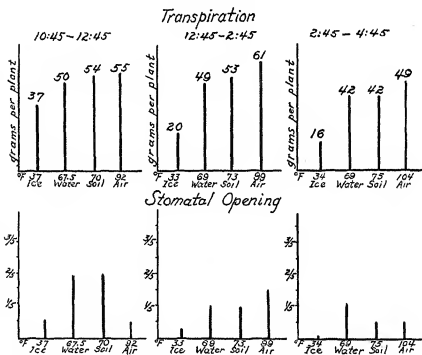 Transpiration
10:45 - 12:45 12:45 - 2:45 2:45 - 4:45
grams per plant 37 50 54 55
grams per plant 20 49 53 61
grams per plant 16 42 42 49
°F 37 67.5 70 92 °F 33 69 73 99 °F 34 69 75 104
Ice Water Soil Air Ice Water Soil Air Ice Water Soil Air
Stomatal Opening
3/5 3/5 3/5
2/5 2/5 2/5
1/5 1/5 1/5
°F 37 67.5 70 92 °F 33 69 73 99 °F 34 69 75 104
Ice Water Soil Air Ice Water Soil Air Ice Water Soil Air